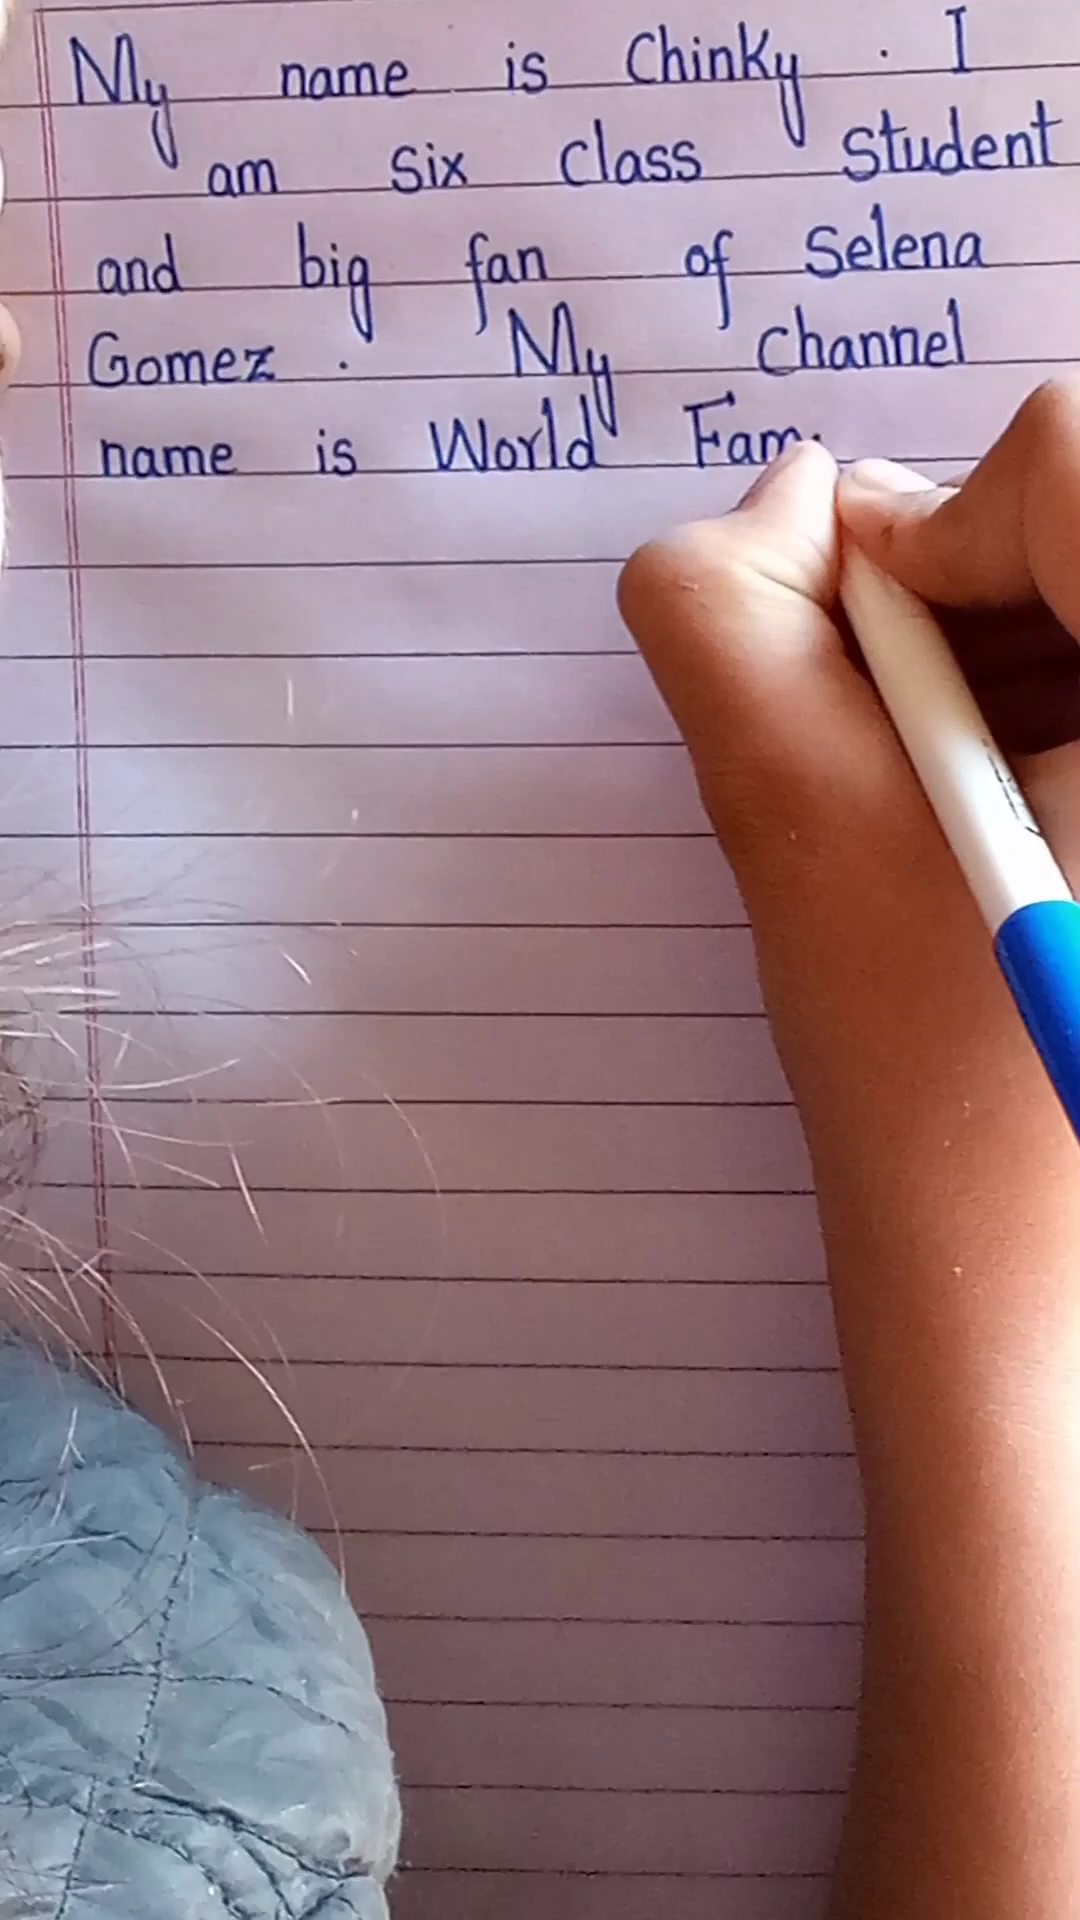 My name is Chinky . I
am six class student
and big fan of Selena
Gomez . My channel
name is World Fam